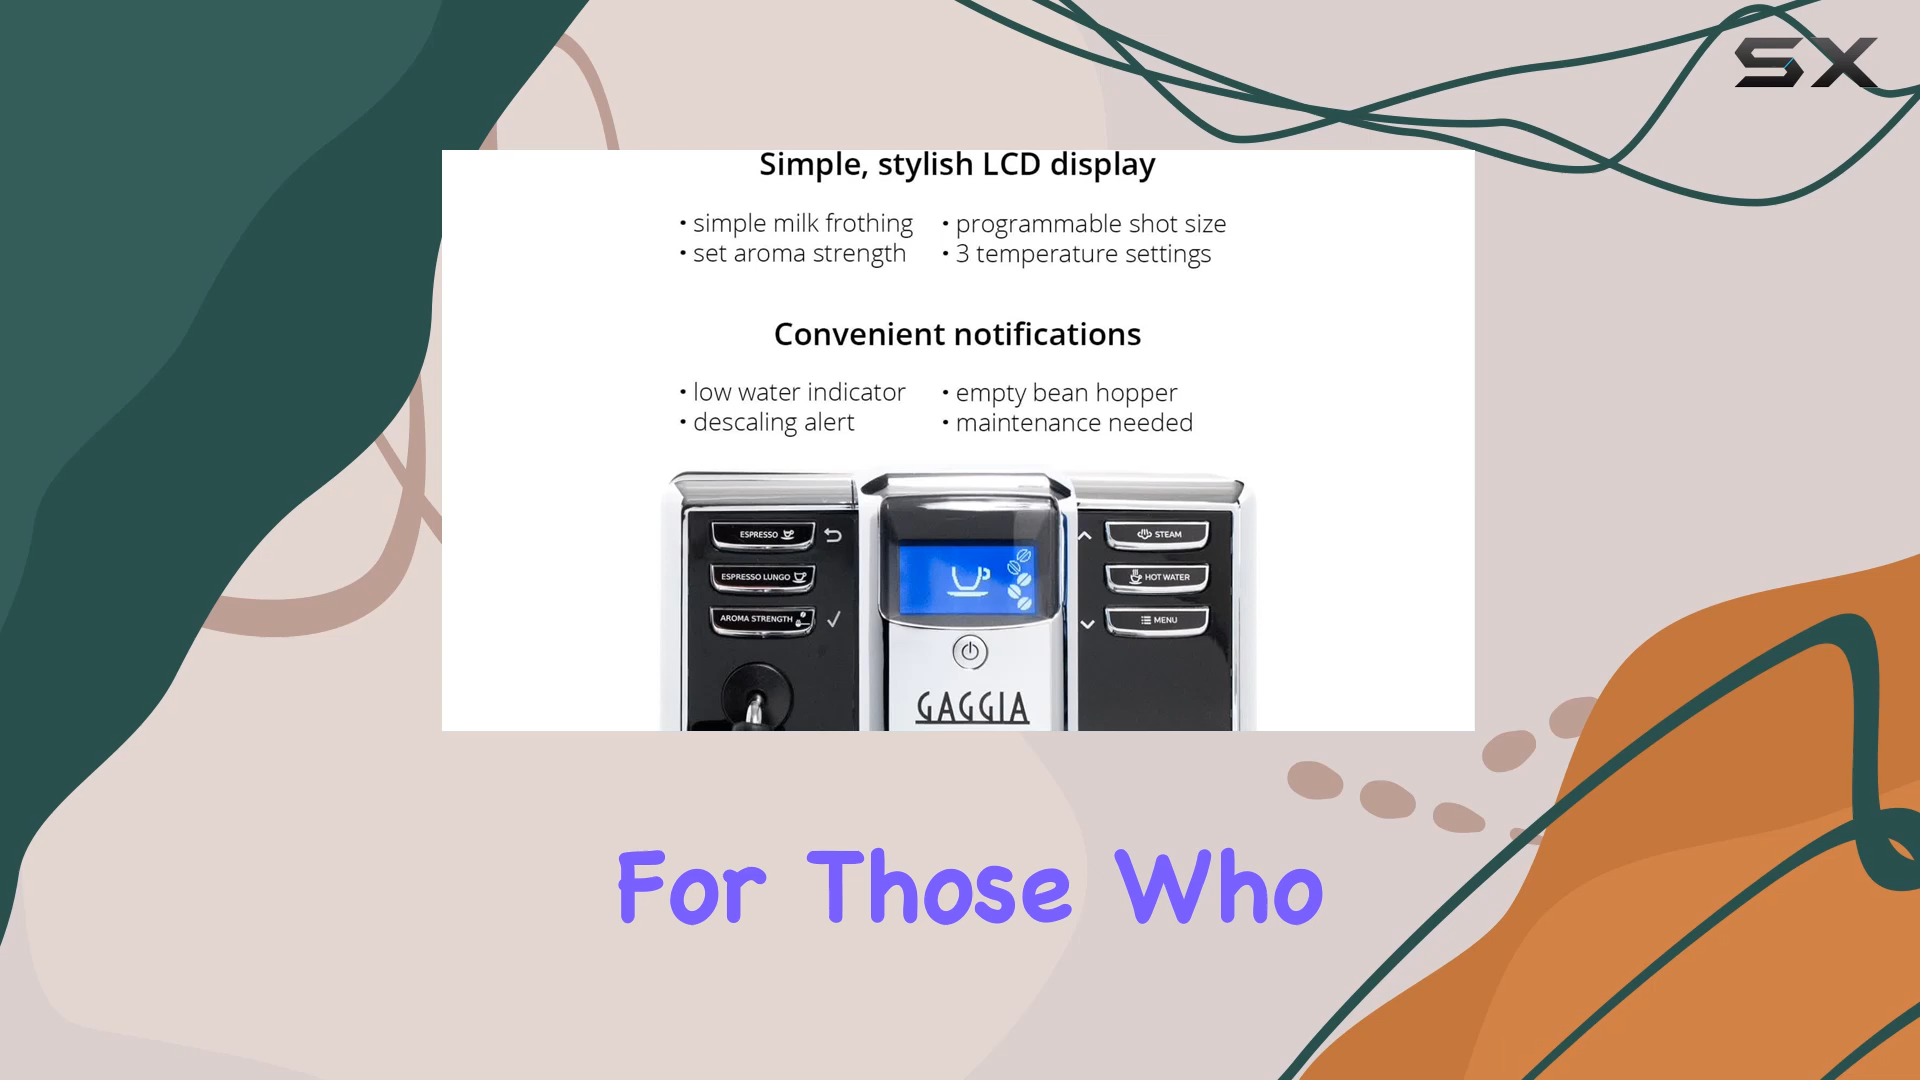 SX
Simple, stylish LCD display
• simple milk frothing • programmable shot size
• set aroma strength • 3 temperature settings
Convenient notifications
• low water indicator • empty bean hopper
• descaling alert • maintenance needed
ESPRESSO
STEAM
ESPRESSO LUNGO
HOT WATER
AROMA STRENGTH
MENU
GAGGIA
For Those Who